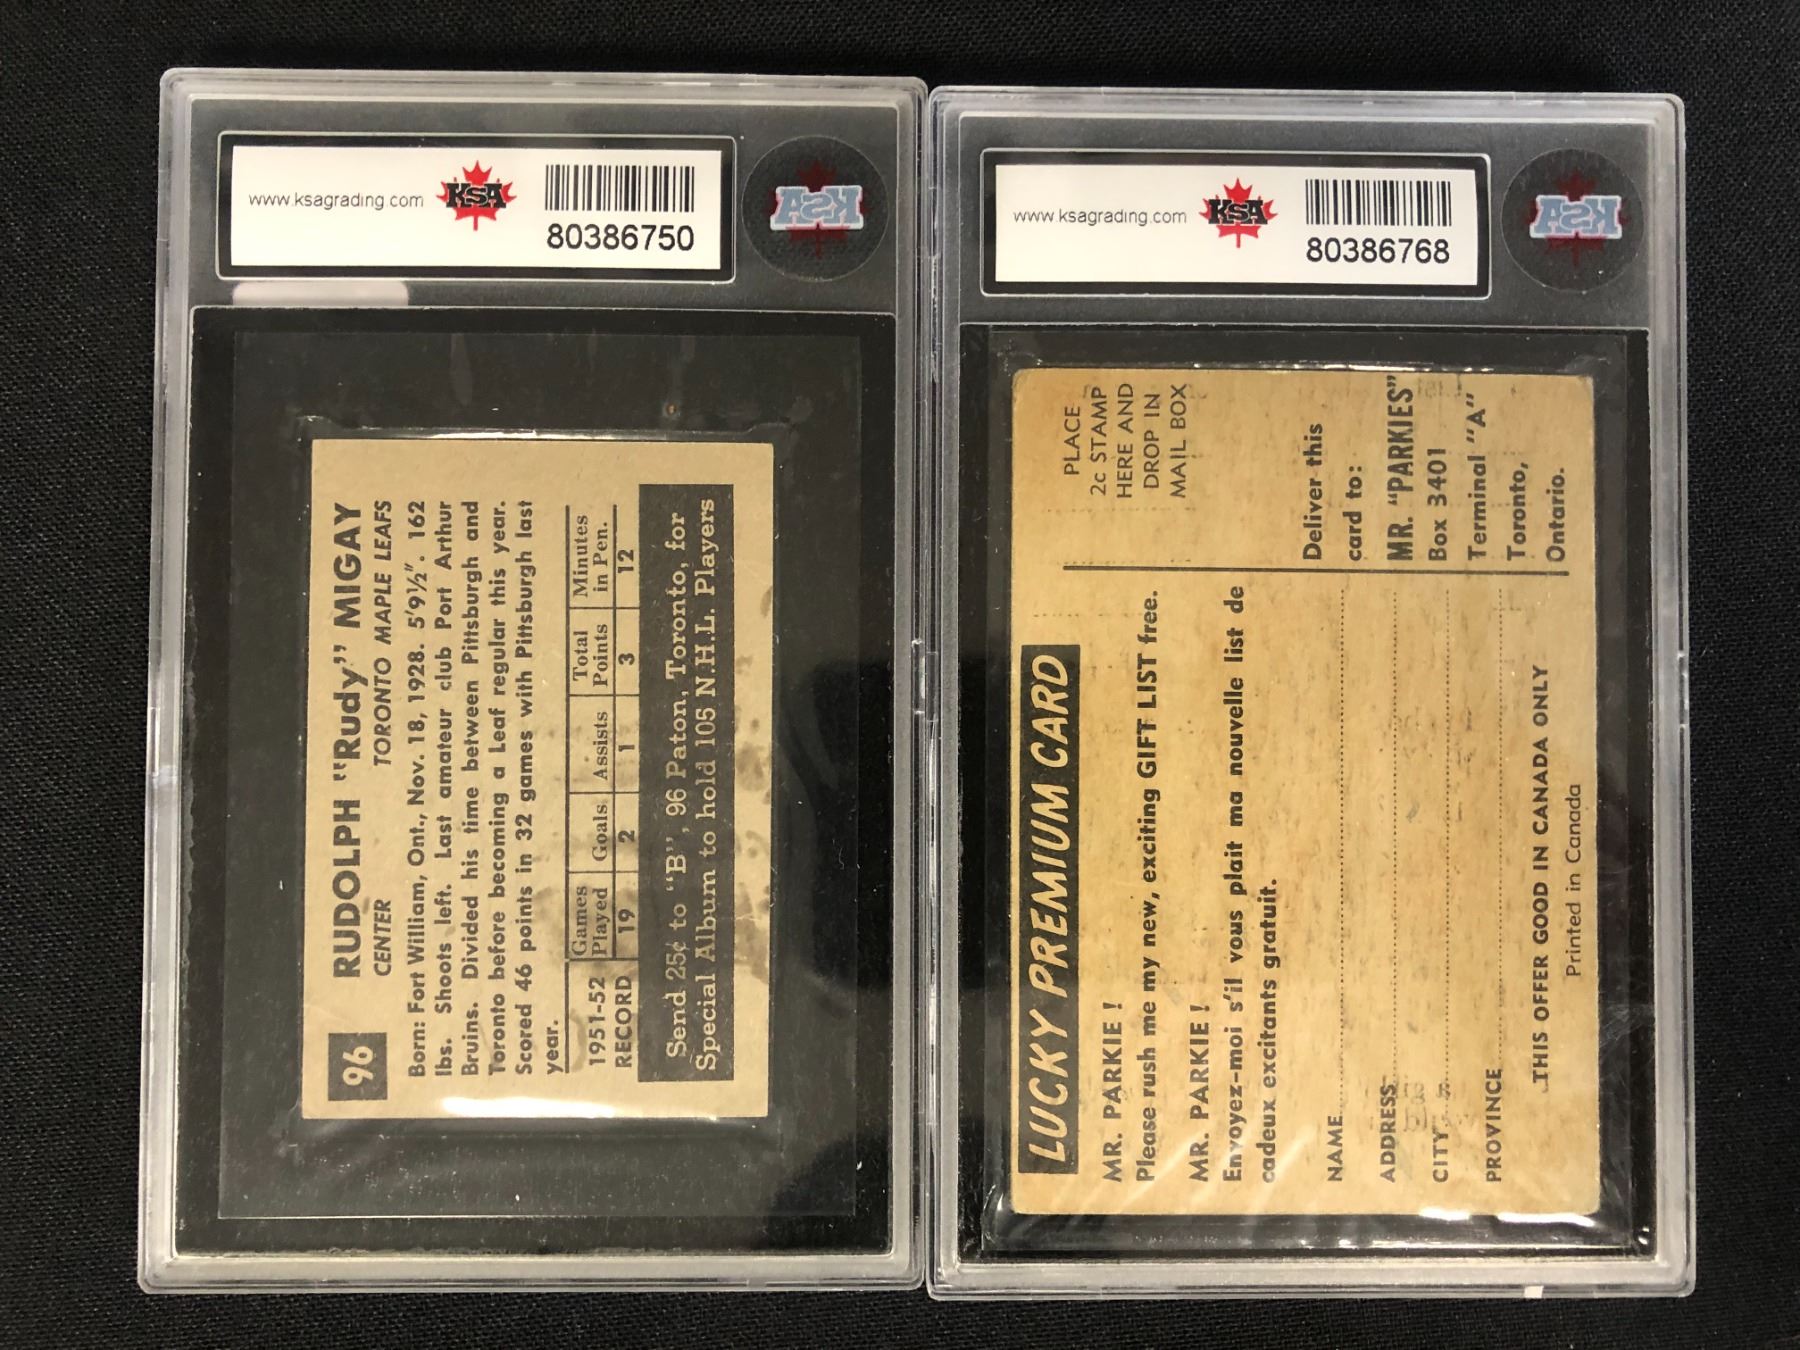 www.ksagrading.com
KSA
80386750
KSA
96
RUDOLPH "Rudy" MIGAY
CENTER TORONTO MAPLE LEAFS
Born: Fort William, Ont., Nov. 18, 1928. 5'9½". 162
lbs. Shoots left. Last amateur club Port Arthur
Bruins. Divided his time between Pittsburgh and
Toronto before becoming a Leaf regular this year.
Scored 46 points in 32 games with Pittsburgh last
year.
1951-52 RECORD
Games Played Goals Assists Total Points Minutes in Pen.
19 2 1 3 12
Send 25¢ to "B", 96 Paton, Toronto, for
Special Album to hold 105 N.H.L. Players
www.ksagrading.com
KSA
80386768
KSA
LUCKY PREMIUM CARD
MR. PARKIE!
Please rush me my new, exciting GIFT LIST free.
MR. PARKIE!
Envoyez-moi s'il vous plait ma nouvelle list de
cadeux excitants gratuit.
NAME
ADDRESS
CITY
PROVINCE
THIS OFFER GOOD IN CANADA ONLY
Printed in Canada
PLACE
2c STAMP
HERE AND
DROP IN
MAIL BOX
Deliver this
card to:
MR. "PARKIES"
Box 3401
Terminal "A"
Toronto,
Ontario.